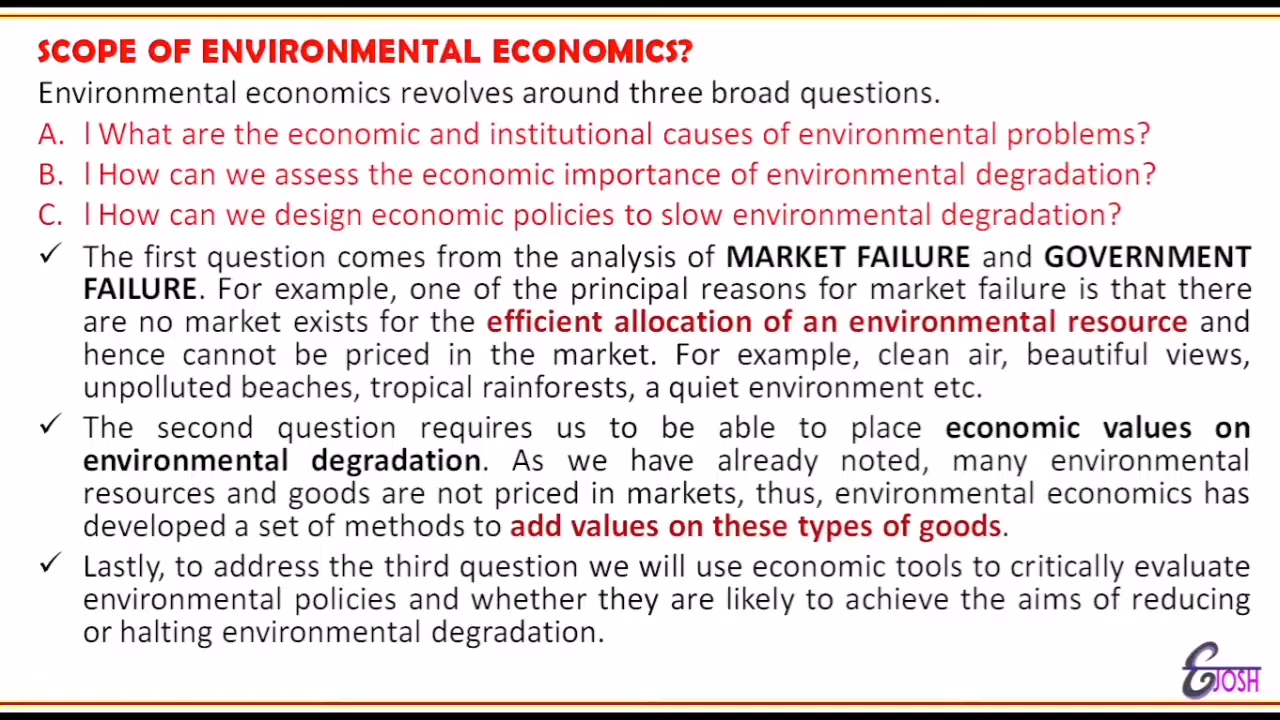 SCOPE OF ENVIRONMENTAL ECONOMICS?
Environmental economics revolves around three broad questions.
A. l What are the economic and institutional causes of environmental problems?
B. l How can we assess the economic importance of environmental degradation?
C. l How can we design economic policies to slow environmental degradation?
✓ The first question comes from the analysis of MARKET FAILURE and GOVERNMENT
FAILURE. For example, one of the principal reasons for market failure is that there
are no market exists for the efficient allocation of an environmental resource and
hence cannot be priced in the market. For example, clean air, beautiful views,
unpolluted beaches, tropical rainforests, a quiet environment etc.
✓ The second question requires us to be able to place economic values on
environmental degradation. As we have already noted, many environmental
resources and goods are not priced in markets, thus, environmental economics has
developed a set of methods to add values on these types of goods.
✓ Lastly, to address the third question we will use economic tools to critically evaluate
environmental policies and whether they are likely to achieve the aims of reducing
or halting environmental degradation.
EJOSH